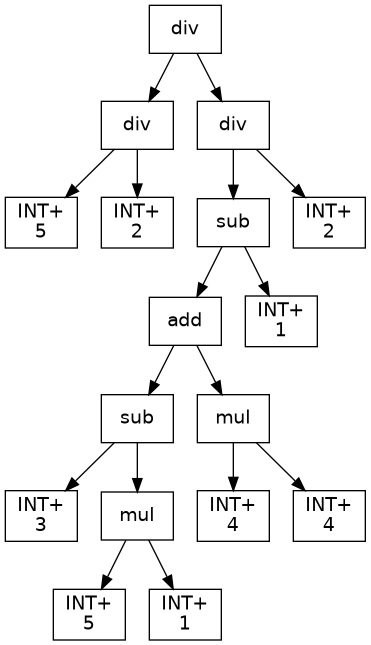 div
div
div
INT+
5
INT+
2
sub
INT+
2
add
INT+
1
sub
mul
INT+
3
mul
INT+
4
INT+
4
INT+
5
INT+
1